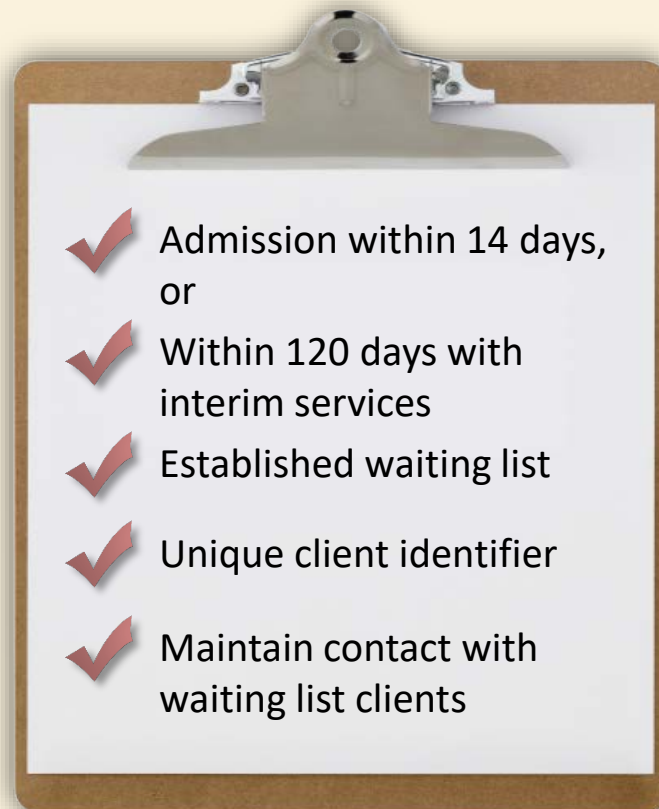 Admission within 14 days,
or
Within 120 days with
interim services
Established waiting list
Unique client identifier
Maintain contact with
waiting list clients